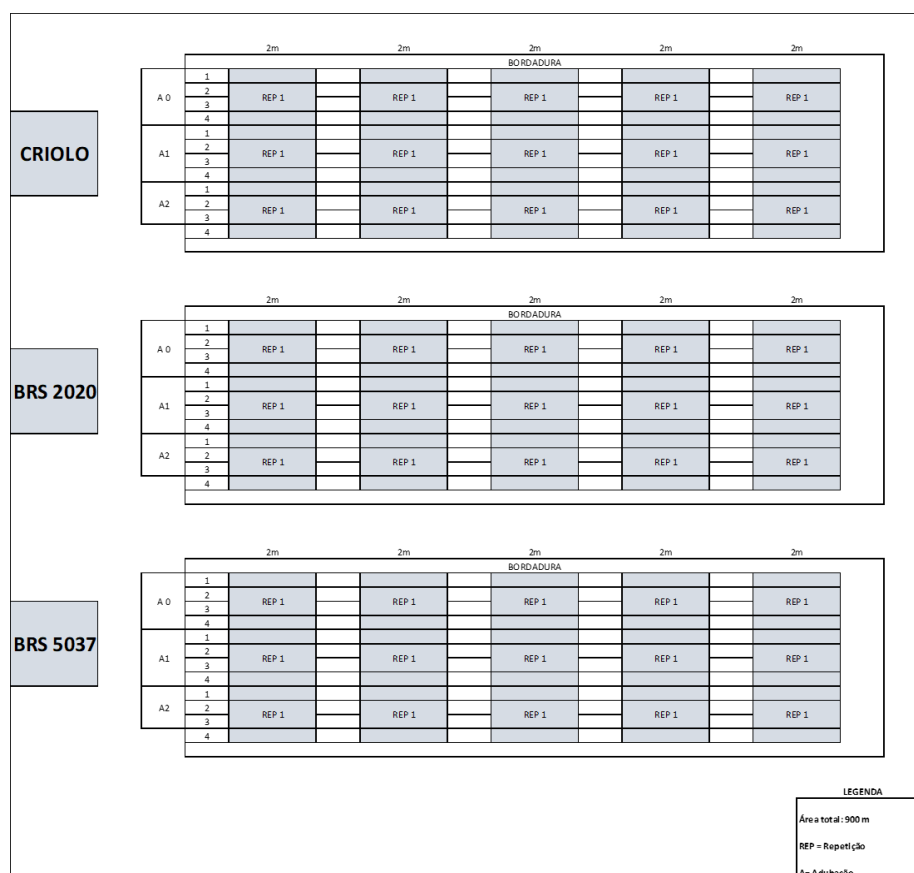 2m 2m 2m 2m 2m
BORDADURA
1
A 0 2 REP 1 REP 1 REP 1 REP 1 REP 1
3
4
CRIOLO
1
A1 2 REP 1 REP 1 REP 1 REP 1 REP 1
3
4
1
A2 2 REP 1 REP 1 REP 1 REP 1 REP 1
3
4
2m 2m 2m 2m 2m
BORDADURA
1
A 0 2 REP 1 REP 1 REP 1 REP 1 REP 1
3
4
BRS 2020
1
A1 2 REP 1 REP 1 REP 1 REP 1 REP 1
3
4
1
A2 2 REP 1 REP 1 REP 1 REP 1 REP 1
3
4
2m 2m 2m 2m 2m
BORDADURA
1
A 0 2 REP 1 REP 1 REP 1 REP 1 REP 1
3
4
BRS 5037
1
A1 2 REP 1 REP 1 REP 1 REP 1 REP 1
3
4
1
A2 2 REP 1 REP 1 REP 1 REP 1 REP 1
3
4
LEGENDA
Área total: 900 m
REP = Repetição
A= Adubação